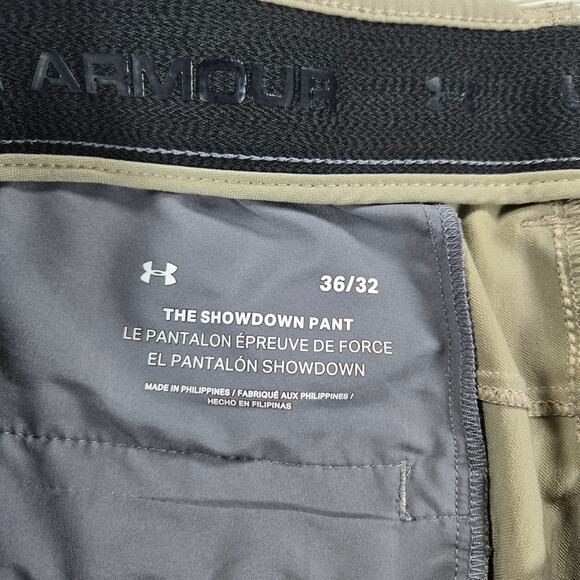 ARMOUR
36/32
THE SHOWDOWN PANT
LE PANTALON ÉPREUVE DE FORCE
EL PANTALÓN SHOWDOWN
MADE IN PHILIPPINES / FABRIQUÉ AUX PHILIPPINES /
HECHO EN FILIPINAS